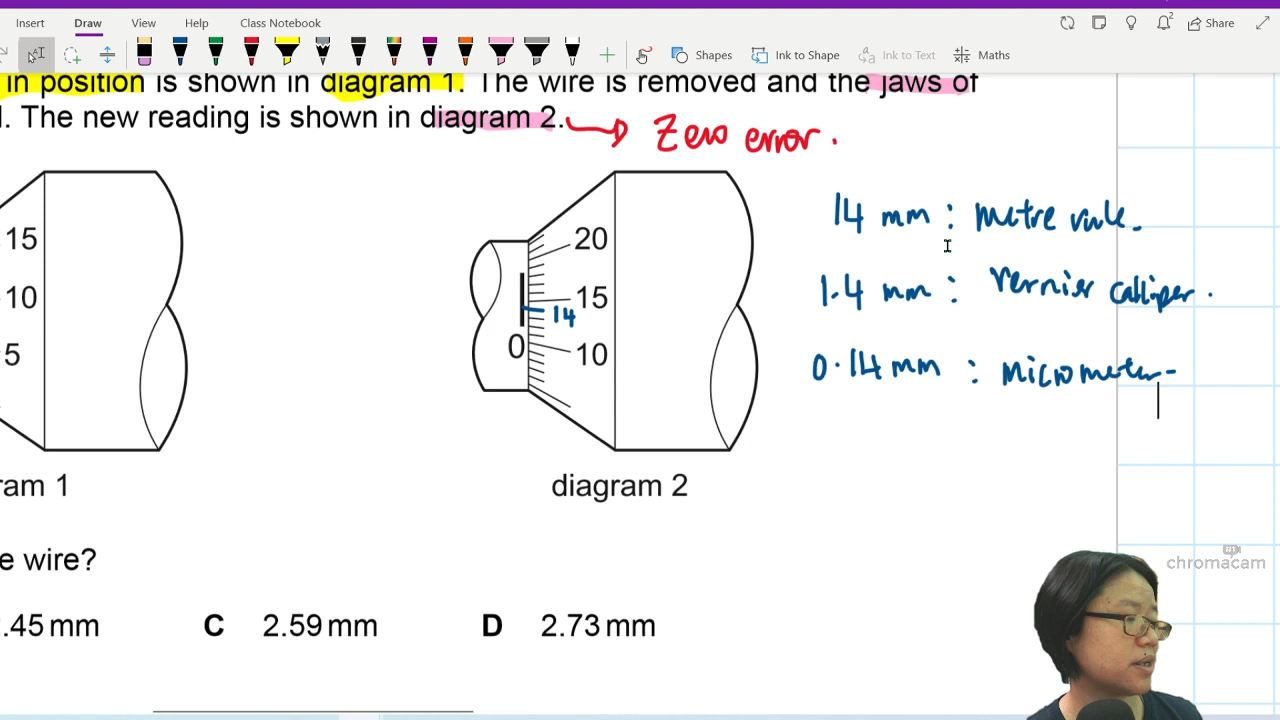 Insert Draw View Help Class Notebook 2 Share
Shapes Ink to Shape Ink to Text Maths
in position is shown in diagram 1. The wire is removed and the jaws of
. The new reading is shown in diagram 2. Zero error.
15 10 5
20 15 10 0 14
14 mm : metre rule.
1.4 mm : Vernier calliper.
0.14 mm : micrometer
ram 1 diagram 2
e wire?
.45 mm C 2.59 mm D 2.73 mm
chromacam